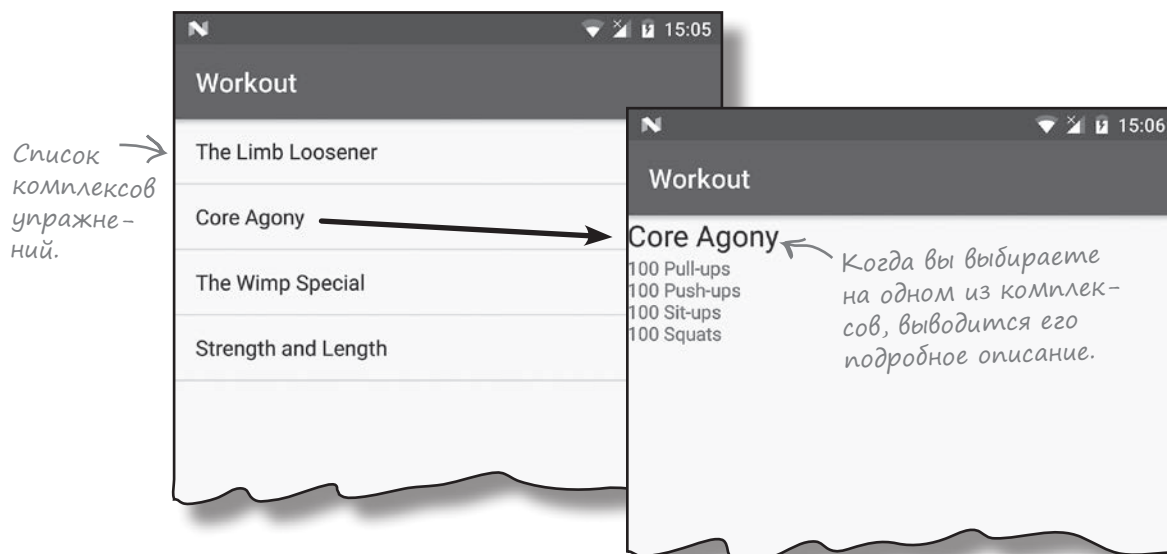 15:05
Workout
Список
комплексов
упражне-
ний.
The Limb Loosener
Core Agony
The Wimp Special
Strength and Length
15:06
Workout
Core Agony
100 Pull-ups
100 Push-ups
100 Sit-ups
100 Squats
Когда вы выбираете
на одном из комплек-
сов, выводится его
подробное описание.